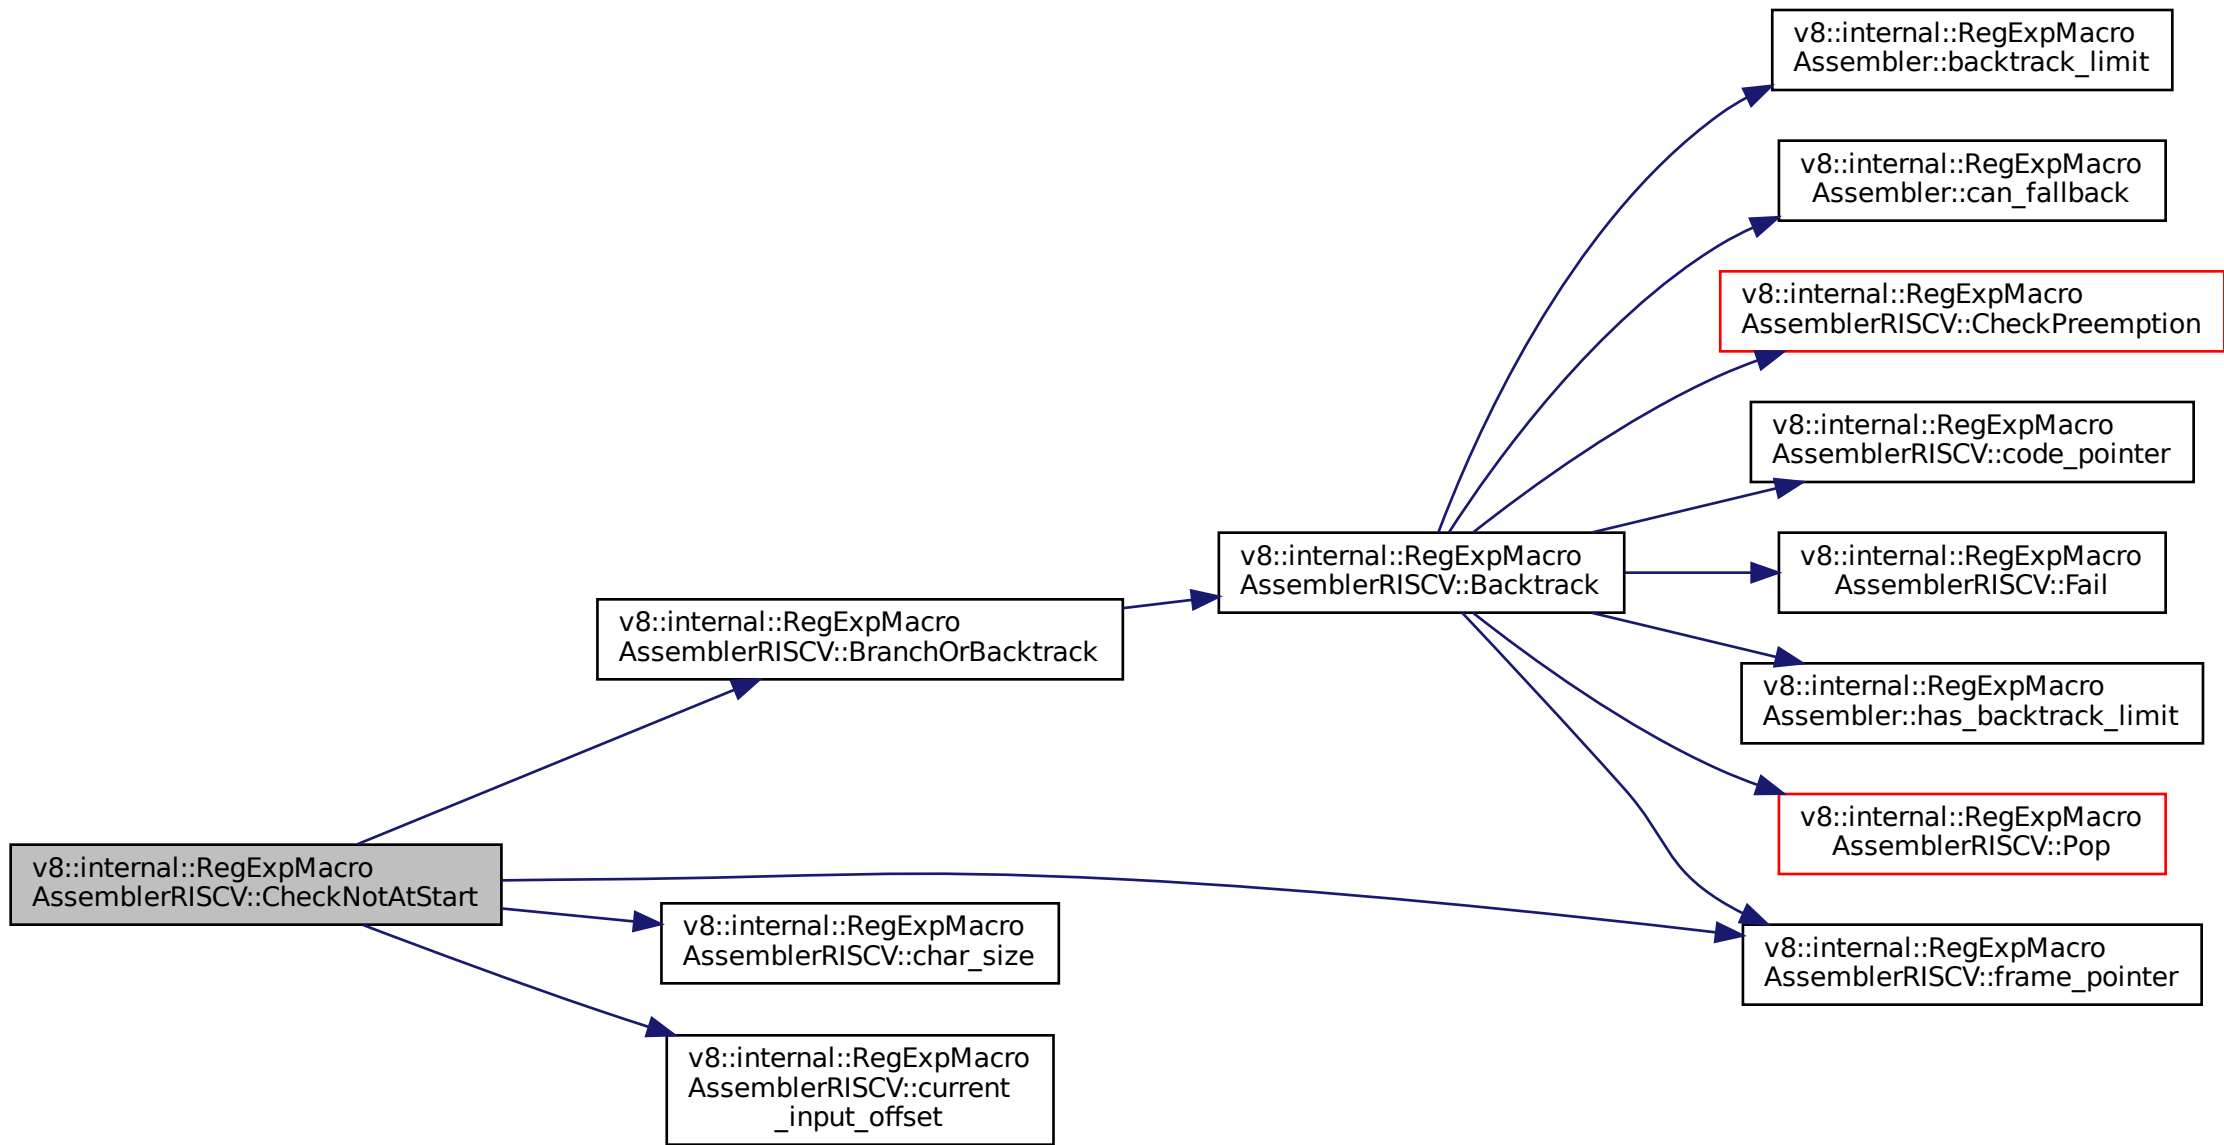 v8::internal::RegExpMacro
Assembler::backtrack_limit
v8::internal::RegExpMacro
Assembler::can_fallback
v8::internal::RegExpMacro
AssemblerRISCV::CheckPreemption
v8::internal::RegExpMacro
AssemblerRISCV::code_pointer
v8::internal::RegExpMacro
AssemblerRISCV::Backtrack
v8::internal::RegExpMacro
AssemblerRISCV::Fail
v8::internal::RegExpMacro
AssemblerRISCV::BranchOrBacktrack
v8::internal::RegExpMacro
Assembler::has_backtrack_limit
v8::internal::RegExpMacro
AssemblerRISCV::Pop
v8::internal::RegExpMacro
AssemblerRISCV::CheckNotAtStart
v8::internal::RegExpMacro
AssemblerRISCV::char_size
v8::internal::RegExpMacro
AssemblerRISCV::frame_pointer
v8::internal::RegExpMacro
AssemblerRISCV::current
_input_offset